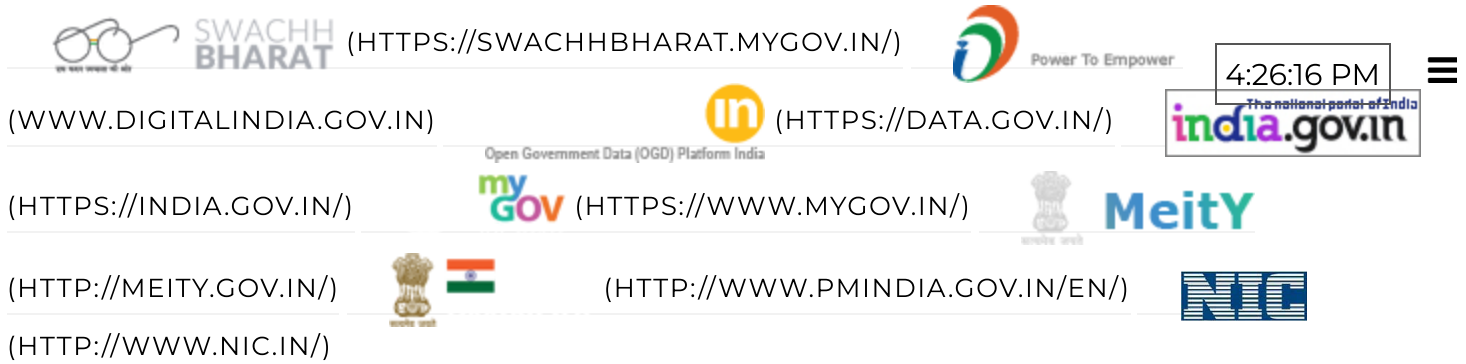 SWACHH
BHARAT
(HTTPS://SWACHHBHARAT.MYGOV.IN/)
Power To Empower
4:26:16 PM
(WWW.DIGITALINDIA.GOV.IN)
in
Open Government Data (OGD) Platform India
(HTTPS://DATA.GOV.IN/)
The national portal of India
india.gov.in
(HTTPS://INDIA.GOV.IN/)
my
GOV
(HTTPS://WWW.MYGOV.IN/)
MeitY
(HTTP://MEITY.GOV.IN/)
(HTTP://WWW.PMINDIA.GOV.IN/EN/)
NIC
(HTTP://WWW.NIC.IN/)